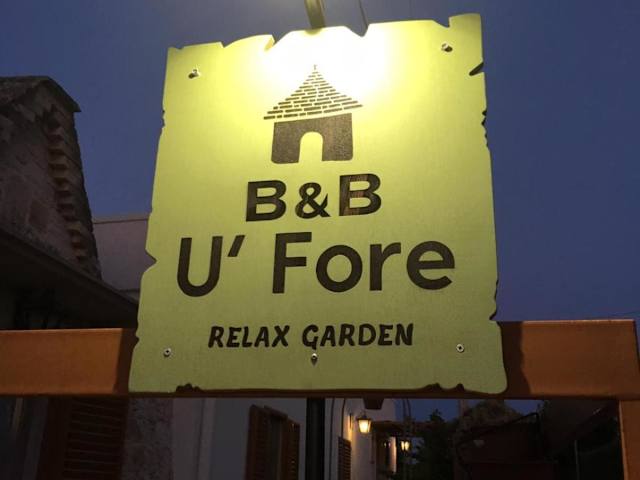 B&B
U' Fore
RELAX GARDEN